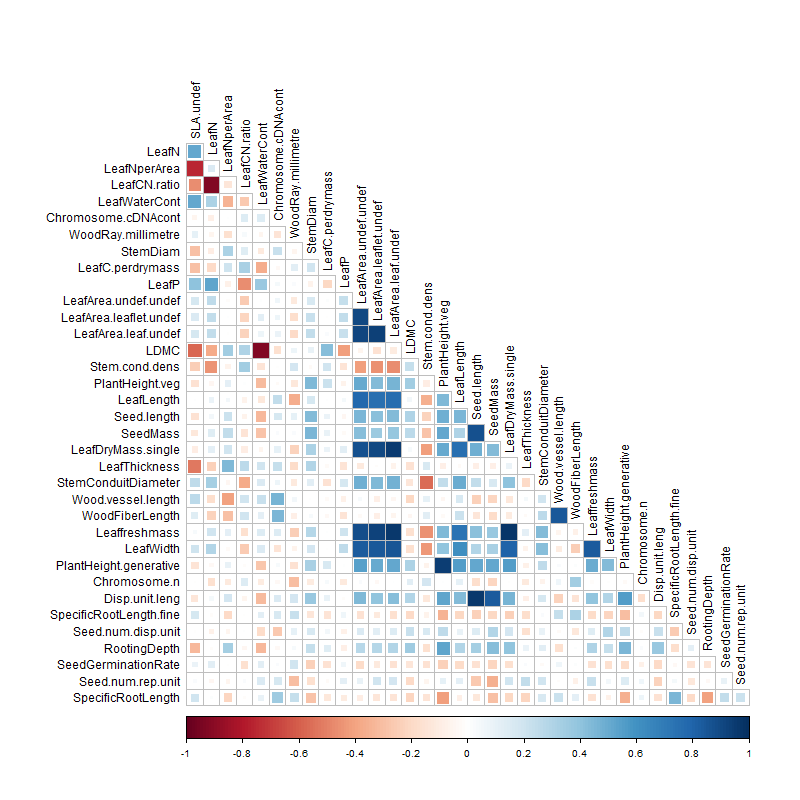 SLA.undef
LeafN
LeafNperArea
LeafCN.ratio
LeafWaterCont
Chromosome.cDNAcont
WoodRay.millimetre
StemDiam
LeafC.perdrymass
LeafP
LeafArea.undef.undef
LeafArea.leaflet.undef
LeafArea.leaf.undef
LDMC
Stem.cond.dens
PlantHeight.veg
LeafLength
Seed.length
SeedMass
LeafDryMass.single
LeafThickness
StemConduitDiameter
Wood.vessel.length
WoodFiberLength
Leaffreshmass
LeafWidth
PlantHeight.generative
Chromosome.n
Disp.unit.leng
SpecificRootLength.fine
Seed.num.disp.unit
RootingDepth
SeedGerminationRate
Seed.num.rep.unit
LeafN
LeafNperArea
LeafCN.ratio
LeafWaterCont
Chromosome.cDNAcont
WoodRay.millimetre
StemDiam
LeafC.perdrymass
LeafP
LeafArea.undef.undef
LeafArea.leaflet.undef
LeafArea.leaf.undef
LDMC
Stem.cond.dens
PlantHeight.veg
LeafLength
Seed.length
SeedMass
LeafDryMass.single
LeafThickness
StemConduitDiameter
Wood.vessel.length
WoodFiberLength
Leaffreshmass
LeafWidth
PlantHeight.generative
Chromosome.n
Disp.unit.leng
SpecificRootLength.fine
Seed.num.disp.unit
RootingDepth
SeedGerminationRate
Seed.num.rep.unit
SpecificRootLength
-1 -0.8 -0.6 -0.4 -0.2 0 0.2 0.4 0.6 0.8 1